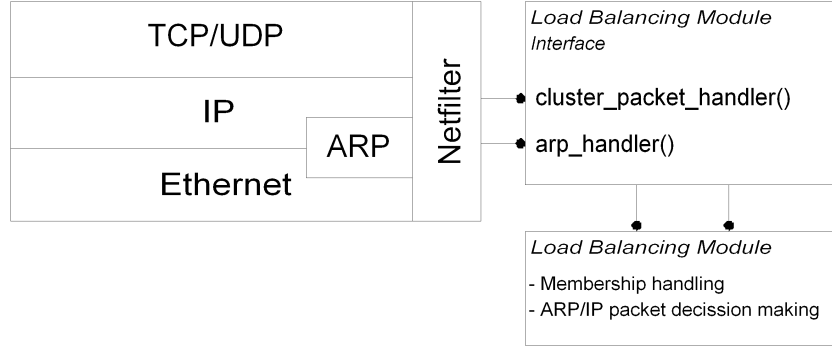 TCP/UDP
IP
ARP
Ethernet
Netfilter
Load Balancing Module
Interface
cluster_packet_handler()
arp_handler()
Load Balancing Module
- Membership handling
- ARP/IP packet decission making